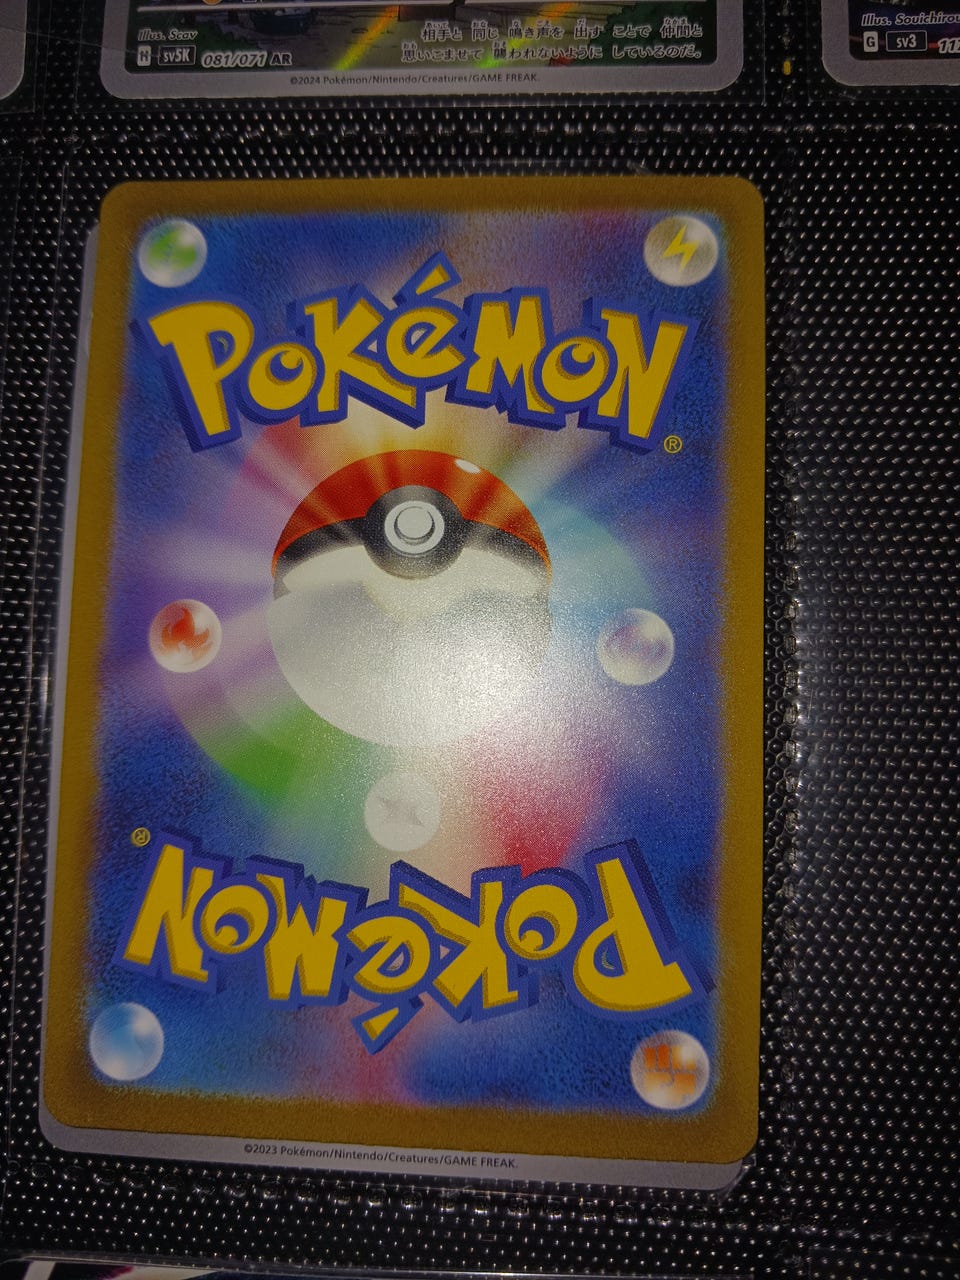 Illus. Scav
H sv5K 081/071 AR
相手と 同じ 鳴き声を 出す ことで 仲間と
思いこませて 襲われないように しているのだ。
©2024 Pokémon/Nintendo/Creatures/GAME FREAK.
Illus. Souichirou
G sv3
POKéMON
®
®
POKéMON
©2023 Pokémon/Nintendo/Creatures/GAME FREAK.